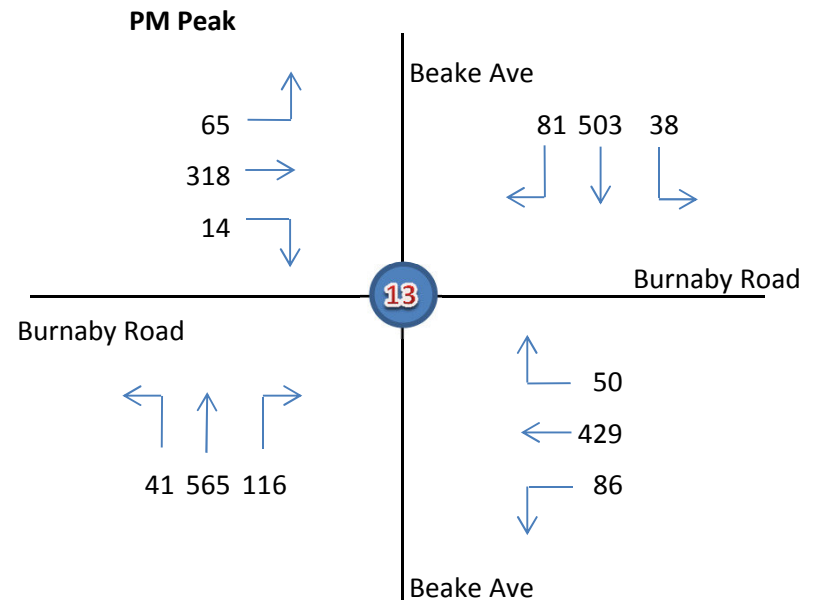 PM Peak
Beake Ave
65
81 503 38
318
14
Burnaby Road
13
Burnaby Road
50
429
41 565 116
86
Beake Ave